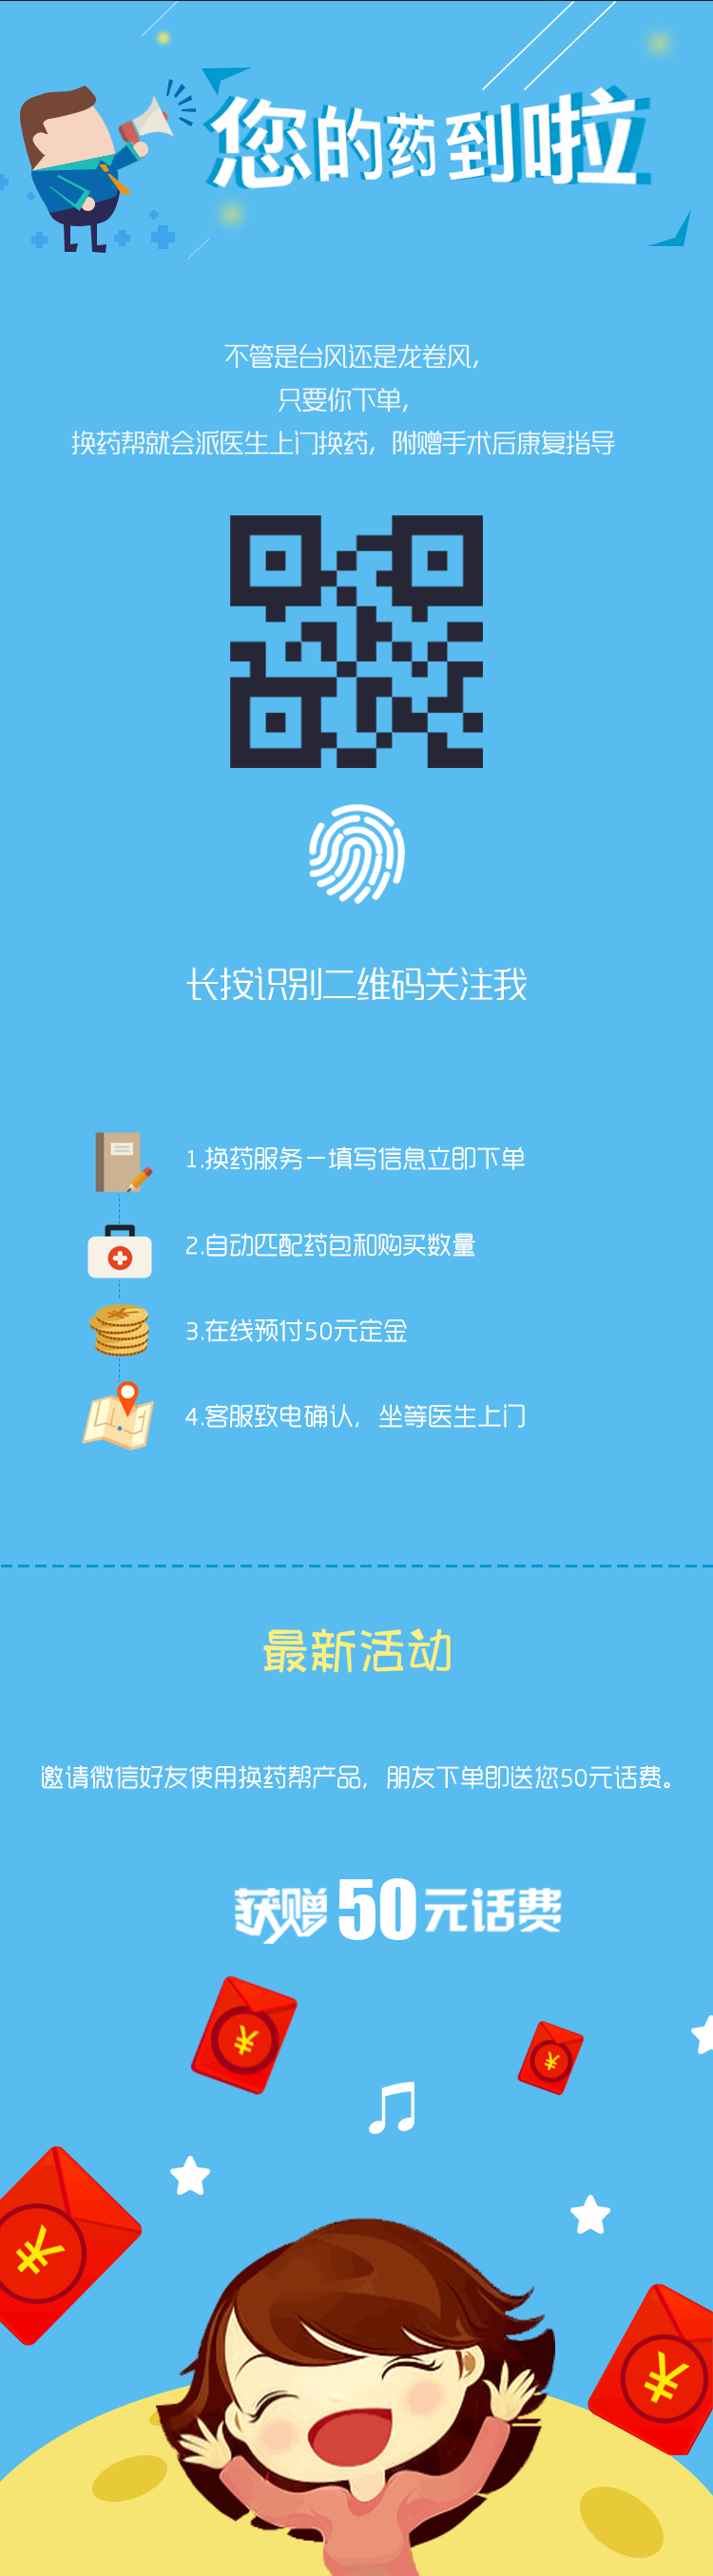 您的药到啦
不管是台风还是龙卷风,
只要你下单,
换药帮就会派医生上门换药, 附赠手术后康复指导
长按识别二维码关注我
1.换药服务一填写信息立即下单
2.自动匹配药包和购买数量
3.在线预付50元定金
4.客服致电确认, 坐等医生上门
最新活动
邀请微信好友使用换药帮产品, 朋友下单即送您50元话费。
获赠50元话费
¥
¥
¥
¥